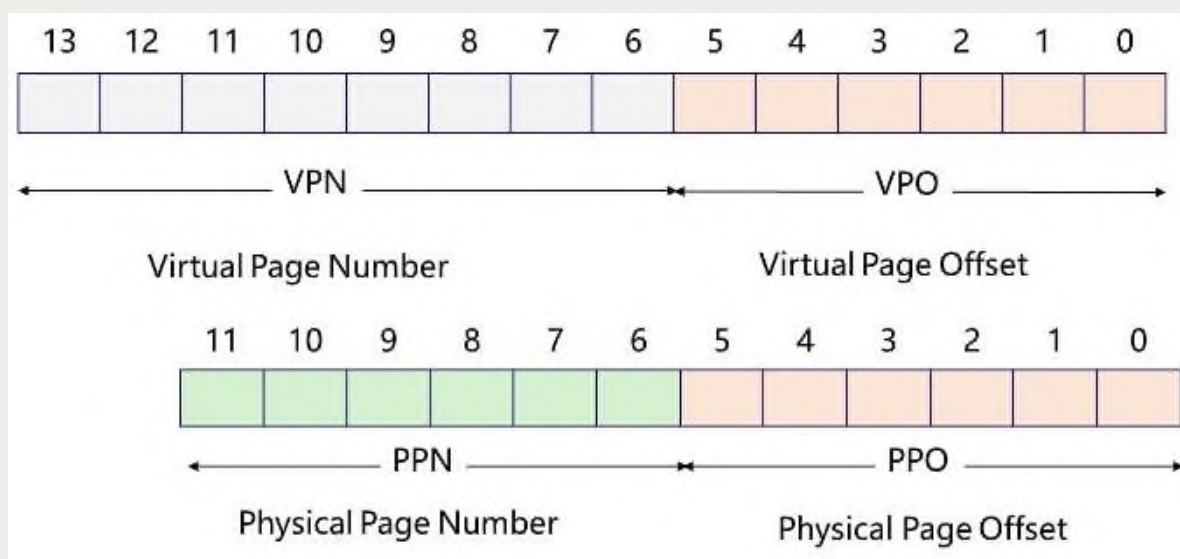 13 12 11 10 9 8 7 6 5 4 3 2 1 0
VPN VPO
Virtual Page Number Virtual Page Offset
11 10 9 8 7 6 5 4 3 2 1 0
PPN PPO
Physical Page Number Physical Page Offset